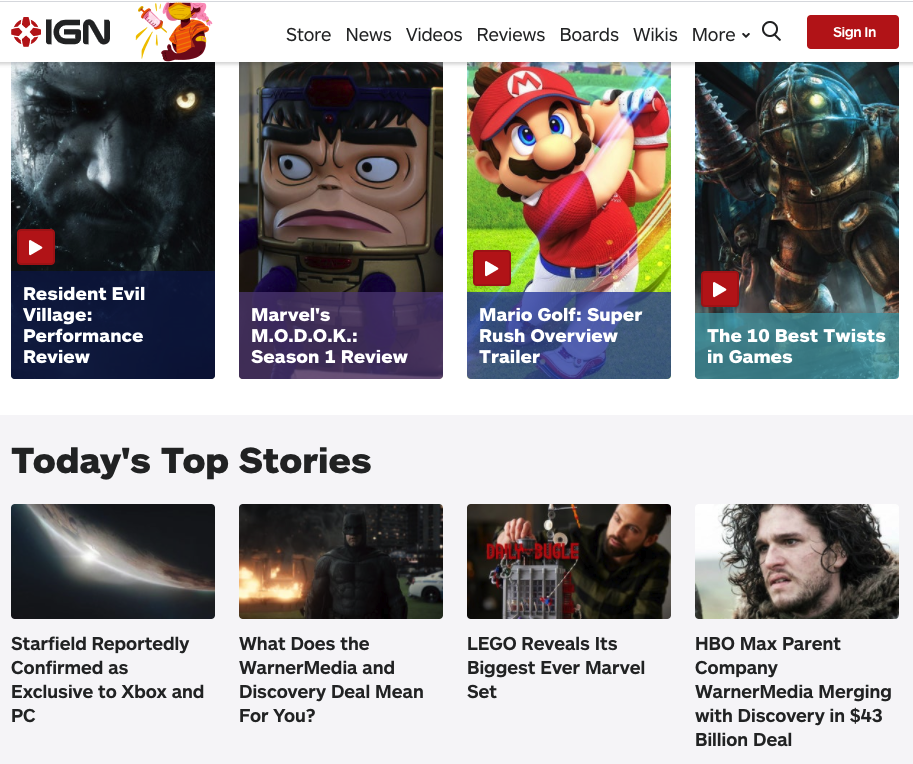 IGN
Store News Videos Reviews Boards Wikis More
Sign In
Resident Evil
Village:
Performance
Review
Marvel's
M.O.D.O.K.:
Season 1 Review
M
Mario Golf: Super
Rush Overview
Trailer
The 10 Best Twists
in Games
Today's Top Stories
DAILY BUGLE
Starfield Reportedly
Confirmed as
Exclusive to Xbox and
PC
What Does the
WarnerMedia and
Discovery Deal Mean
For You?
LEGO Reveals Its
Biggest Ever Marvel
Set
HBO Max Parent
Company
WarnerMedia Merging
with Discovery in $43
Billion Deal